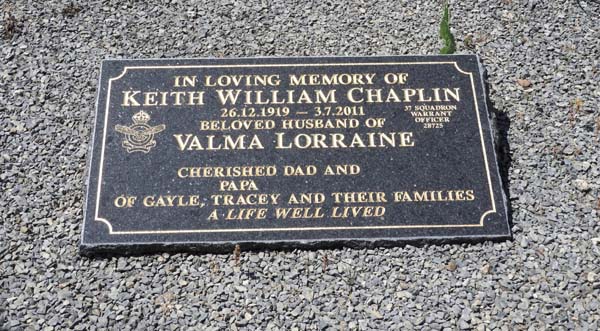 IN LOVING MEMORY OF
KEITH WILLIAM CHAPLIN
26.12.1919 — 3.7.2011
37 SQUADRON
WARRANT
OFFICER
28725
BELOVED HUSBAND OF
VALMA LORRAINE
CHERISHED DAD AND
PAPA
OF GAYLE, TRACEY AND THEIR FAMILIES
A LIFE WELL LIVED